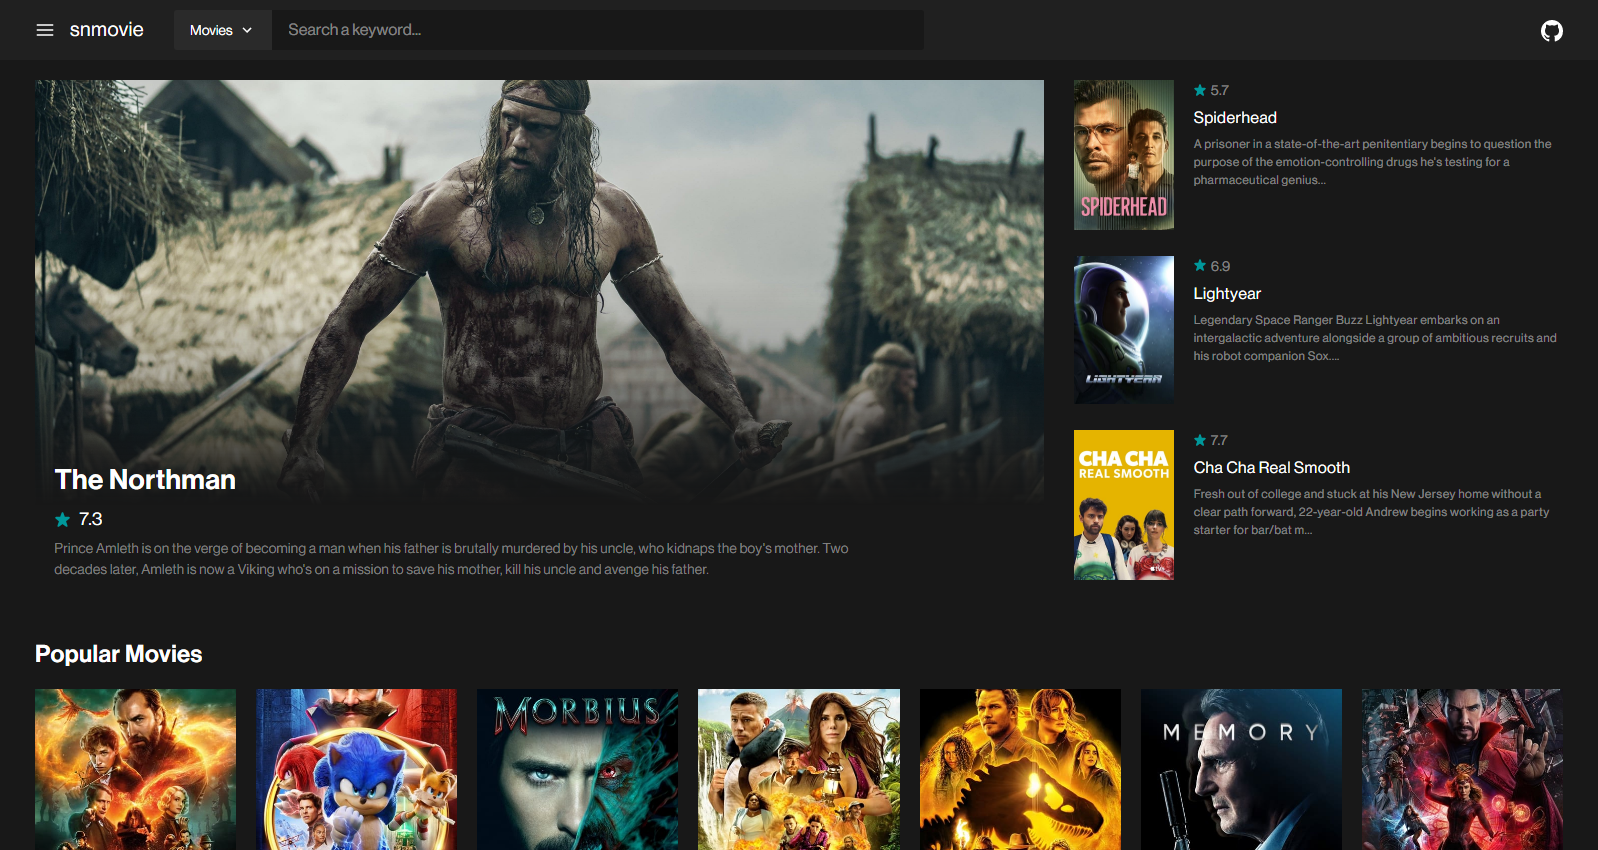 snmovie
Movies
Search a keyword...
The Northman
7.3
Prince Amleth is on the verge of becoming a man when his father is brutally murdered by his uncle, who kidnaps the boy's mother. Two
decades later, Amleth is now a Viking who's on a mission to save his mother, kill his uncle and avenge his father.
SPIDERHEAD
5.7
Spiderhead
A prisoner in a state-of-the-art penitentiary begins to question the
purpose of the emotion-controlling drugs he's testing for a
pharmaceutical genius...
LIGHTYEAR
6.9
Lightyear
Legendary Space Ranger Buzz Lightyear embarks on an
intergalactic adventure alongside a group of ambitious recruits and
his robot companion Sox....
CHA CHA
REAL SMOOTH
7.7
Cha Cha Real Smooth
Fresh out of college and stuck at his New Jersey home without a
clear path forward, 22-year-old Andrew begins working as a party
starter for bar/bat m...
Popular Movies
MORBIUS
MEMORY